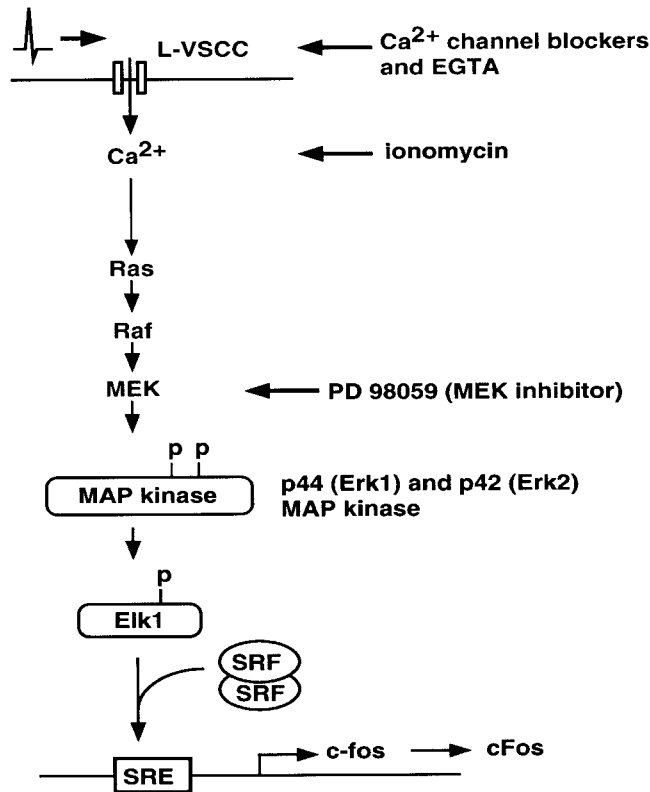 L-VSCC
Ca2+ channel blockers
and EGTA
Ca2+
ionomycin
Ras
Raf
MEK
PD 98059 (MEK inhibitor)
p p
MAP kinase
p44 (Erk1) and p42 (Erk2)
MAP kinase
p
Elk1
SRF
SRF
c-fos
cFos
SRE